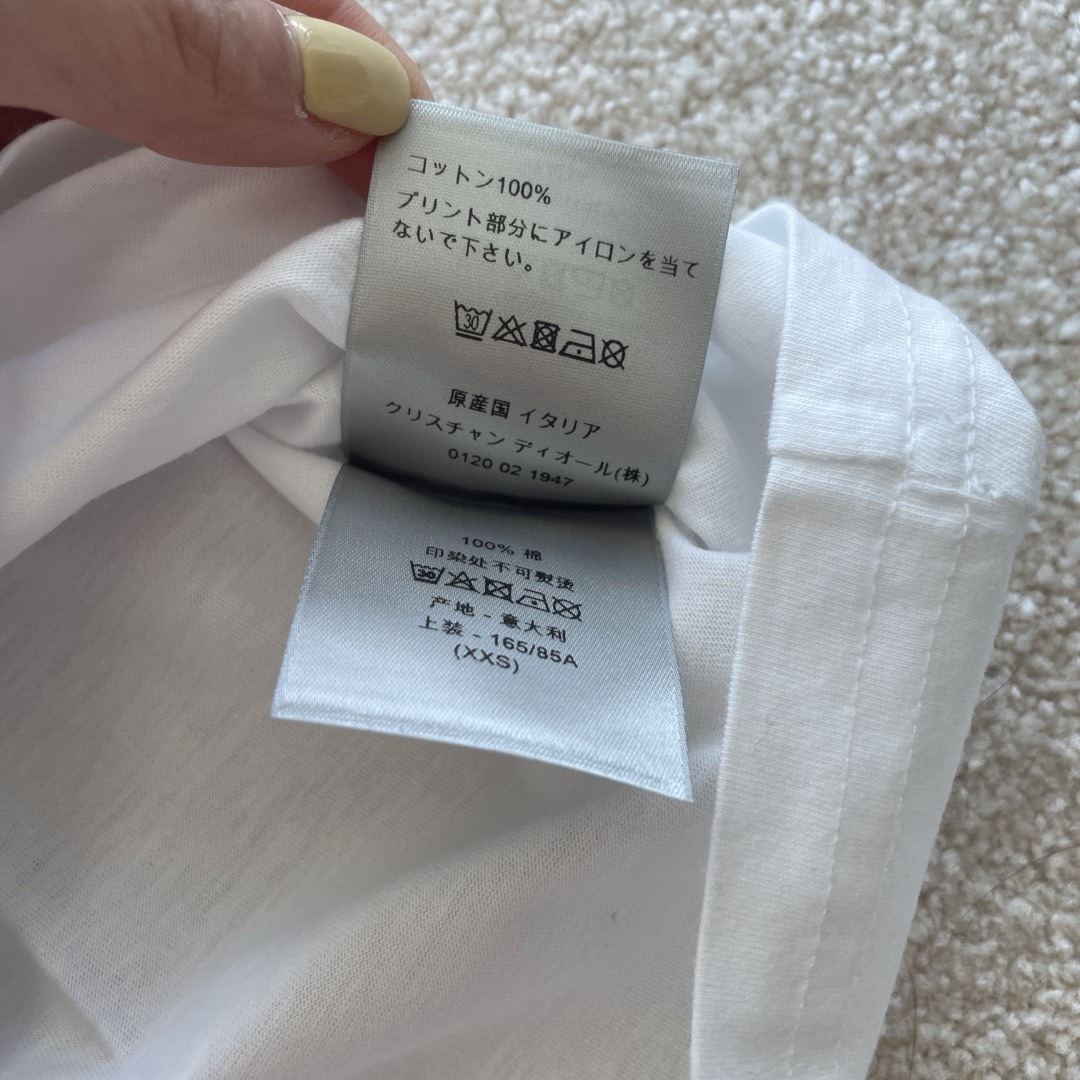 コットン100%
プリント部分にアイロンを当て
ないで下さい。
30
原産国 イタリア
クリスチャン ディオール(株)
0120 02 1947
100% 棉
印染处不可熨烫
30
产地 - 意大利
上装 - 165/85A
(XXS)